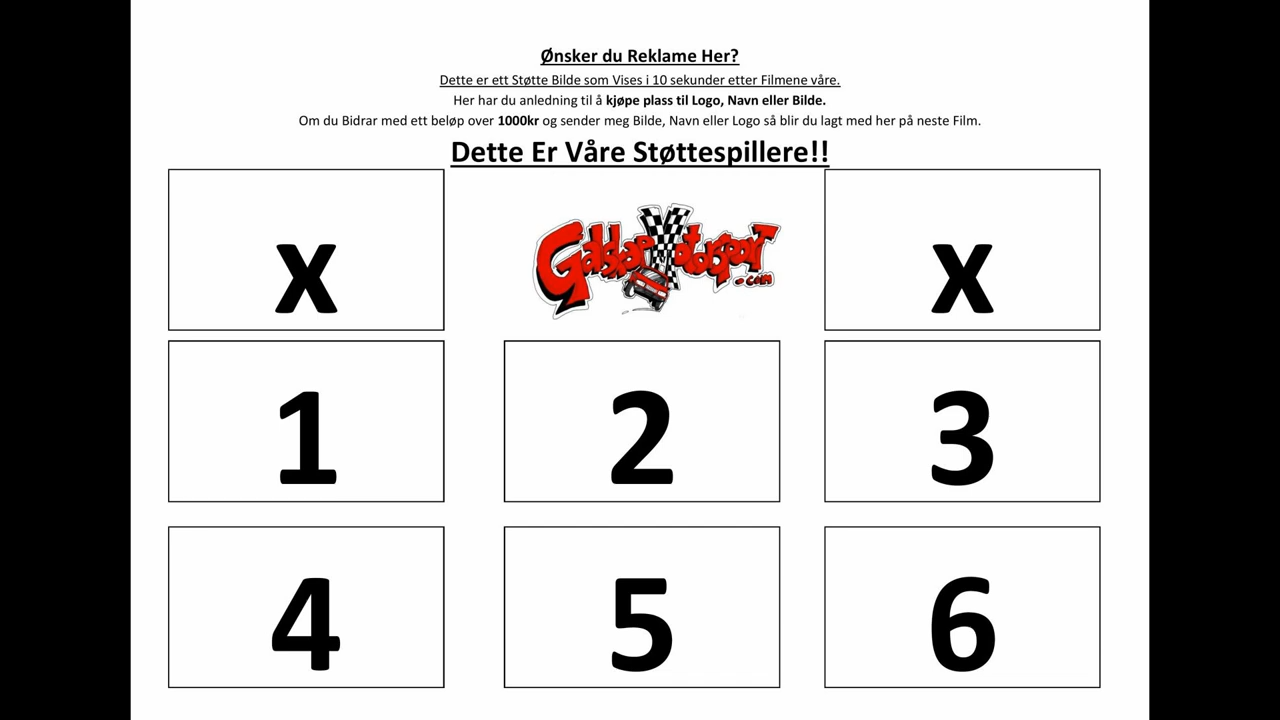 Ønsker du Reklame Her?
Dette er ett Støtte Bilde som Vises i 10 sekunder etter Filmene våre.
Her har du anledning til å kjøpe plass til Logo, Navn eller Bilde.
Om du Bidrar med ett beløp over 1000kr og sender meg Bilde, Navn eller Logo så blir du lagt med her på neste Film.
Dette Er Våre Støttespillere!!
x
.com
x
1
2
3
4
5
6